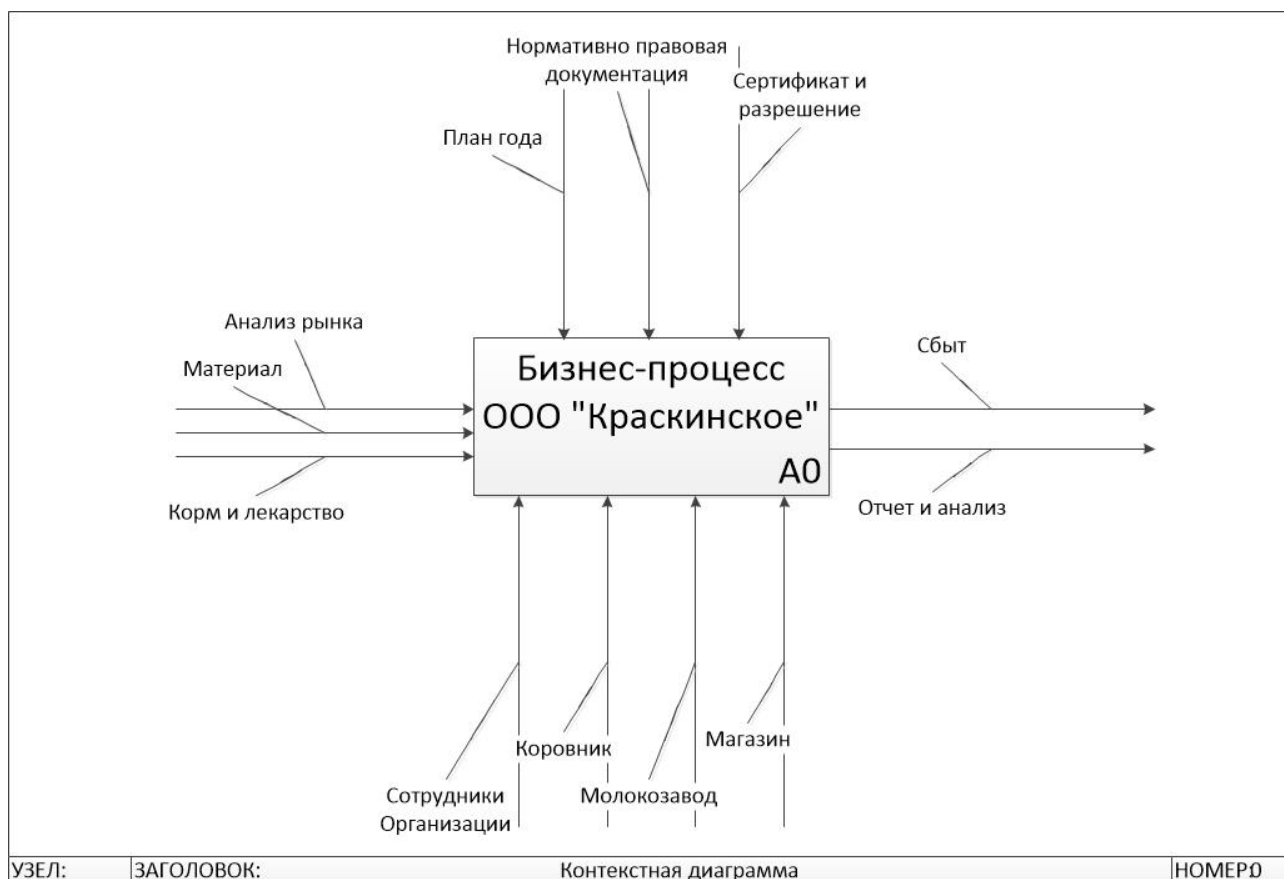 Нормативно правовая
документация
Сертификат и
разрешение
План года
Анализ рынка
Материал
Корм и лекарство
Бизнес-процесс
ООО "Краскинское"
А0
Сбыт
Отчет и анализ
Сотрудники
Организации
Коровник
Молокозавод
Магазин
УЗЕЛ: ЗАГОЛОВОК: Контекстная диаграмма НОМЕР:0